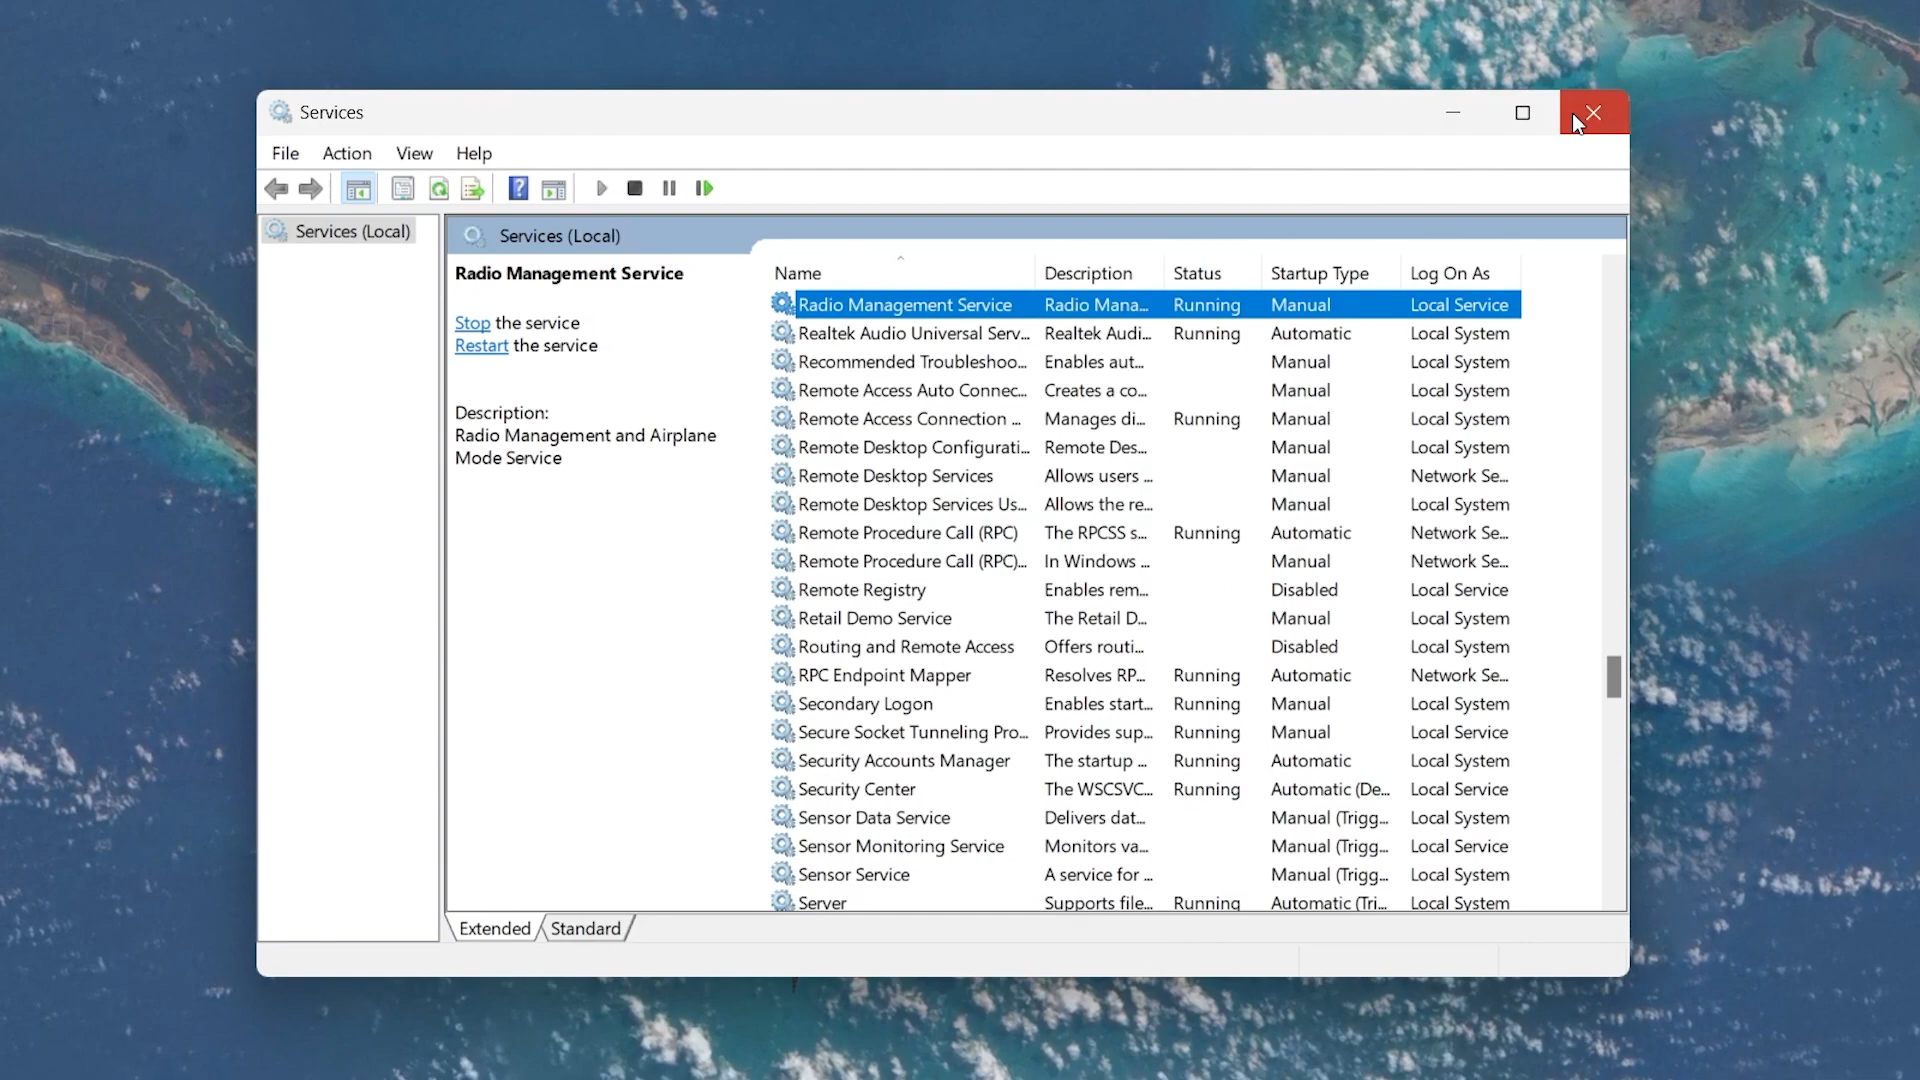 Services
File Action View Help
Services (Local)
Services (Local)
Radio Management Service
Stop the service
Restart the service
Description:
Radio Management and Airplane
Mode Service
Name Description Status Startup Type Log On As
Radio Management Service Radio Mana... Running Manual Local Service
Realtek Audio Universal Serv... Realtek Audi... Running Automatic Local System
Recommended Troubleshoo... Enables aut... Manual Local System
Remote Access Auto Connec... Creates a co... Manual Local System
Remote Access Connection ... Manages di... Running Manual Local System
Remote Desktop Configurati... Remote Des... Manual Local System
Remote Desktop Services Allows users ... Manual Network Se...
Remote Desktop Services Us... Allows the re... Manual Local System
Remote Procedure Call (RPC) The RPCSS s... Running Automatic Network Se...
Remote Procedure Call (RPC)... In Windows ... Manual Network Se...
Remote Registry Enables rem... Disabled Local Service
Retail Demo Service The Retail D... Manual Local System
Routing and Remote Access Offers routi... Disabled Local System
RPC Endpoint Mapper Resolves RP... Running Automatic Network Se...
Secondary Logon Enables start... Running Manual Local System
Secure Socket Tunneling Pro... Provides sup... Running Manual Local Service
Security Accounts Manager The startup ... Running Automatic Local System
Security Center The WSCSVC... Running Automatic (De... Local Service
Sensor Data Service Delivers dat... Manual (Trigg... Local System
Sensor Monitoring Service Monitors va... Manual (Trigg... Local Service
Sensor Service A service for ... Manual (Trigg... Local System
Server Supports file... Running Automatic (Tri... Local System
Extended Standard